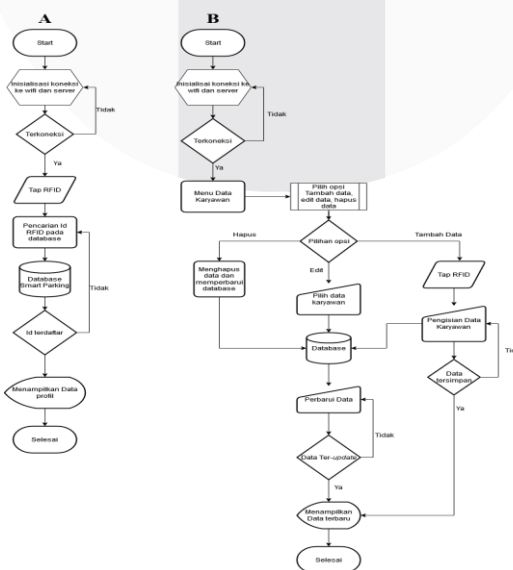 A
Start
Inisialisasi koneksi
ke wifi dan server
Tidak
Terkoneksi
Ya
Tap RFID
Pencarian Id
RFID pada
database
Database
Smart Parking
Tidak
Id terdaftar
Menampilkan Data
profil
Selesai
B
Start
Inisialisai koneksi ke
wifi dan server
Tidak
Terkoneksi
Ya
Menu Data
Karyawan
Pilih opsi
Tambah data,
edit data, hapus
data
Hapus
Pilihan opsi
Tambah Data
Edit
Menghapus
data dan
memperbarui
database
Pilih data
karyawan
Tap RFID
Pengisian Data
Karyawan
Database
Data
tersimpan
Ya
Perbarui Data
Tidak
Data Ter-update
Ya
Menampilkan
Data terbaru
Selesai